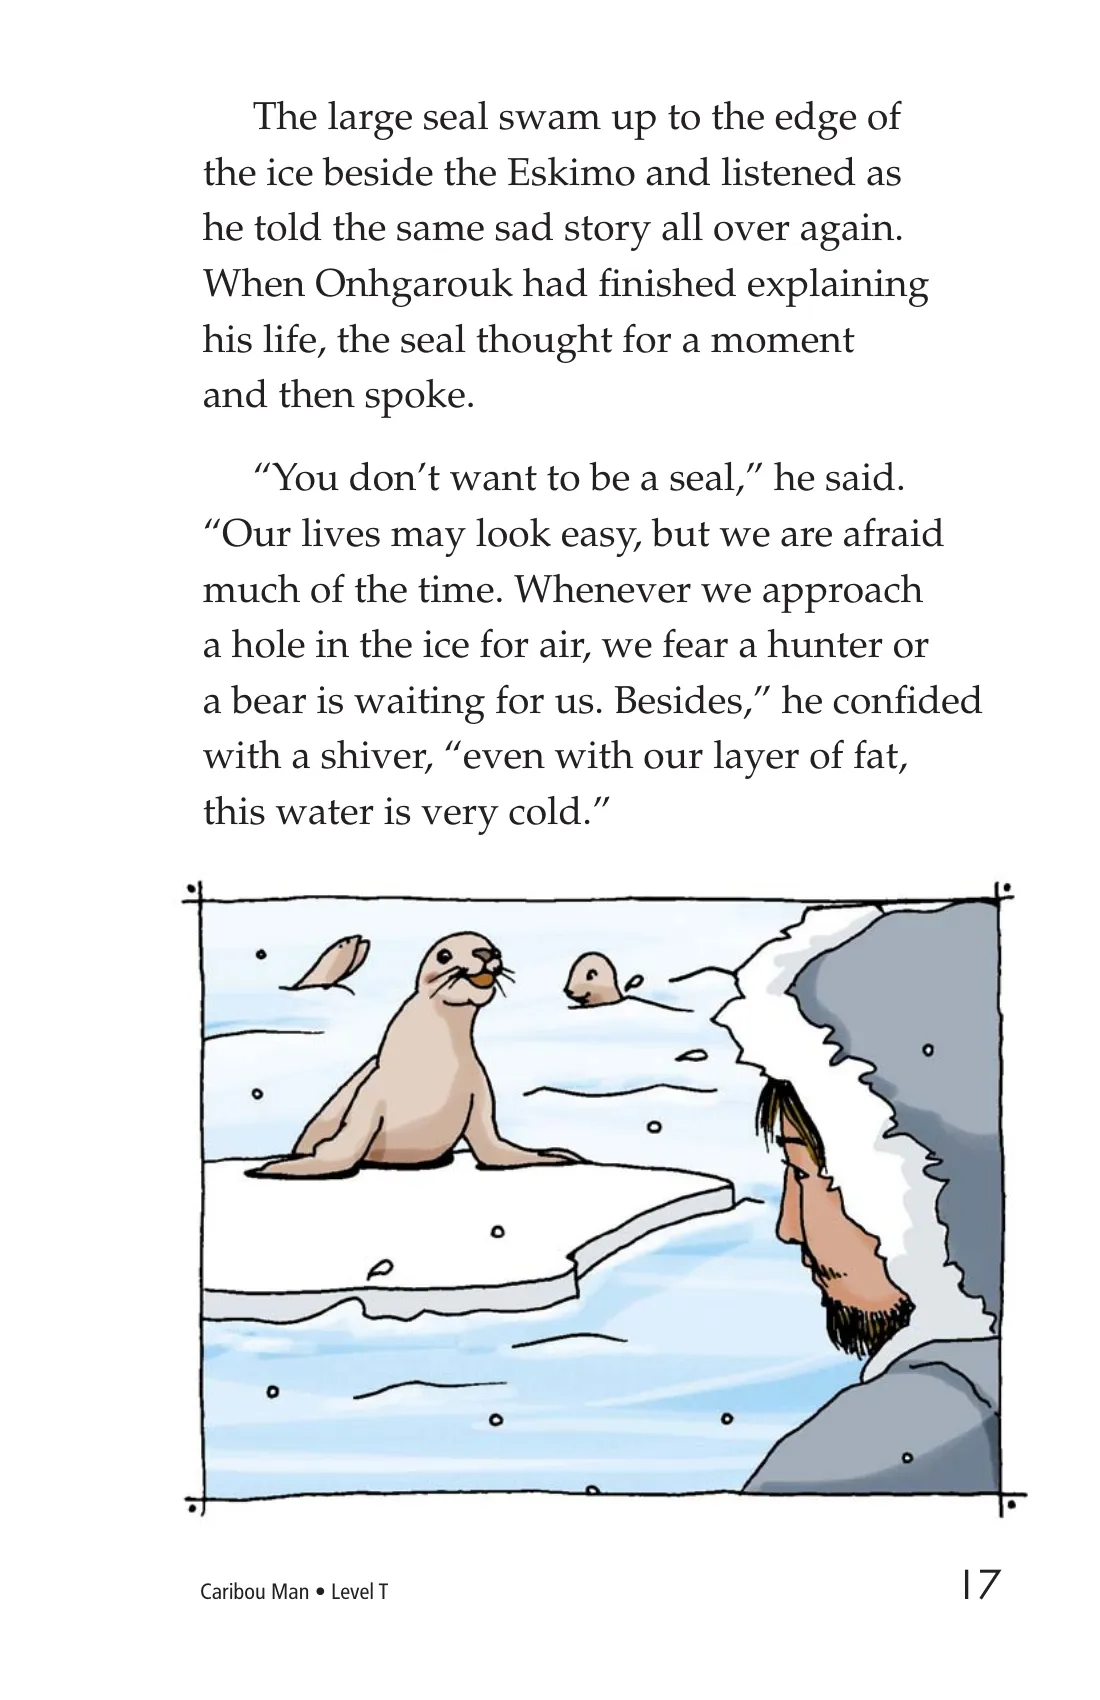 The large seal swam up to the edge of
the ice beside the Eskimo and listened as
he told the same sad story all over again.
When Onhgarouk had finished explaining
his life, the seal thought for a moment
and then spoke.
“You don’t want to be a seal,” he said.
“Our lives may look easy, but we are afraid
much of the time. Whenever we approach
a hole in the ice for air, we fear a hunter or
a bear is waiting for us. Besides,” he confided
with a shiver, “even with our layer of fat,
this water is very cold.”
Caribou Man • Level T
17